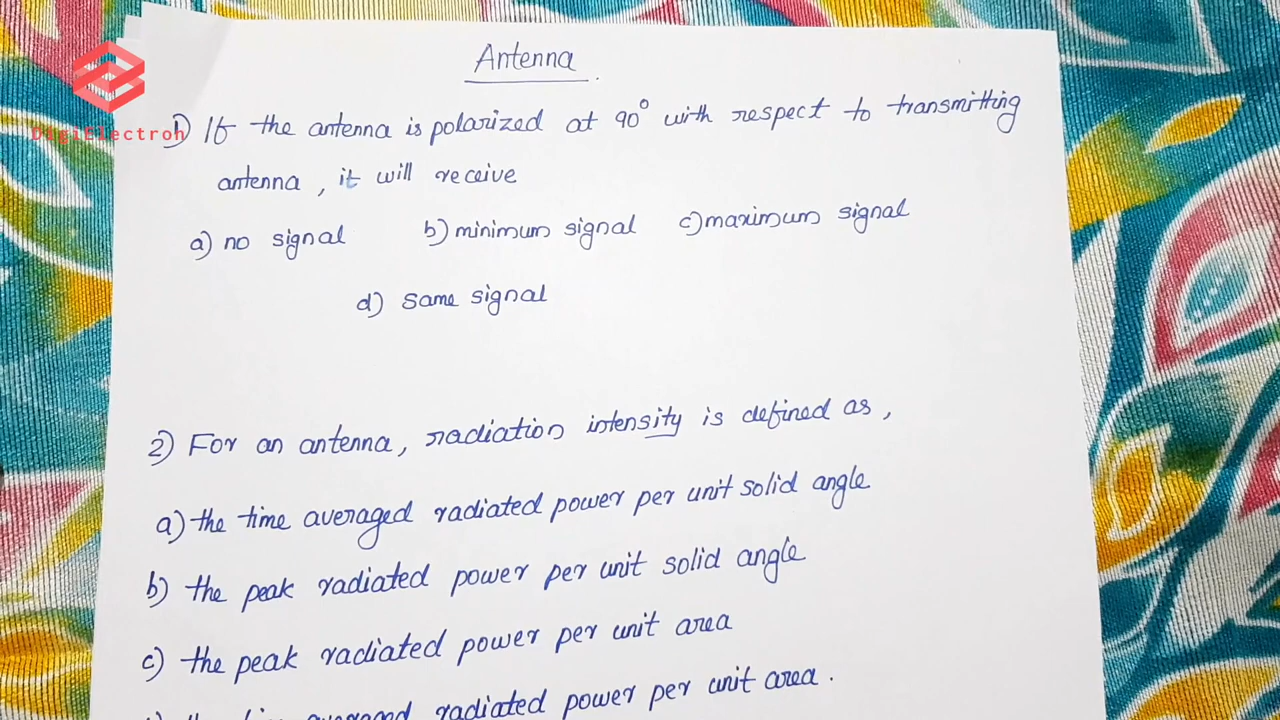 Antenna
DigiElectron
1) If the antenna is polarized at 90° with respect to transmitting
antenna, it will receive
a) no signal b) minimum signal c) maximum signal
d) same signal
2) For an antenna, radiation intensity is defined as,
a) the time averaged radiated power per unit solid angle
b) the peak radiated power per unit solid angle
c) the peak radiated power per unit area
averaged radiated power per unit area.